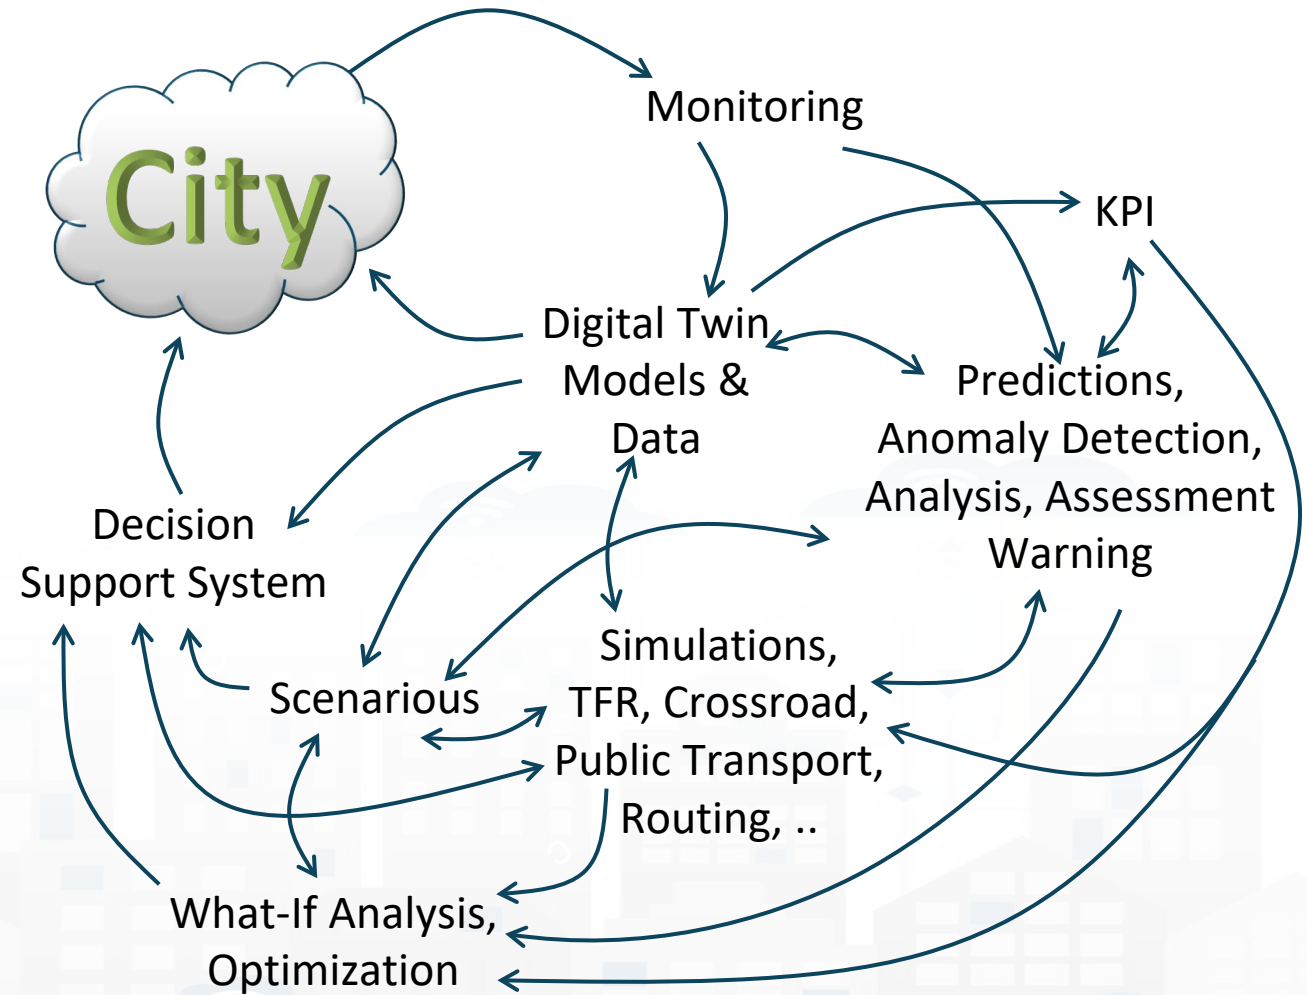 City
Monitoring
KPI
Digital Twin
Models &
Data
Predictions,
Anomaly Detection,
Analysis, Assessment
Warning
Decision
Support System
Scenarious
Simulations,
TFR, Crossroad,
Public Transport,
Routing, ..
What-If Analysis,
Optimization